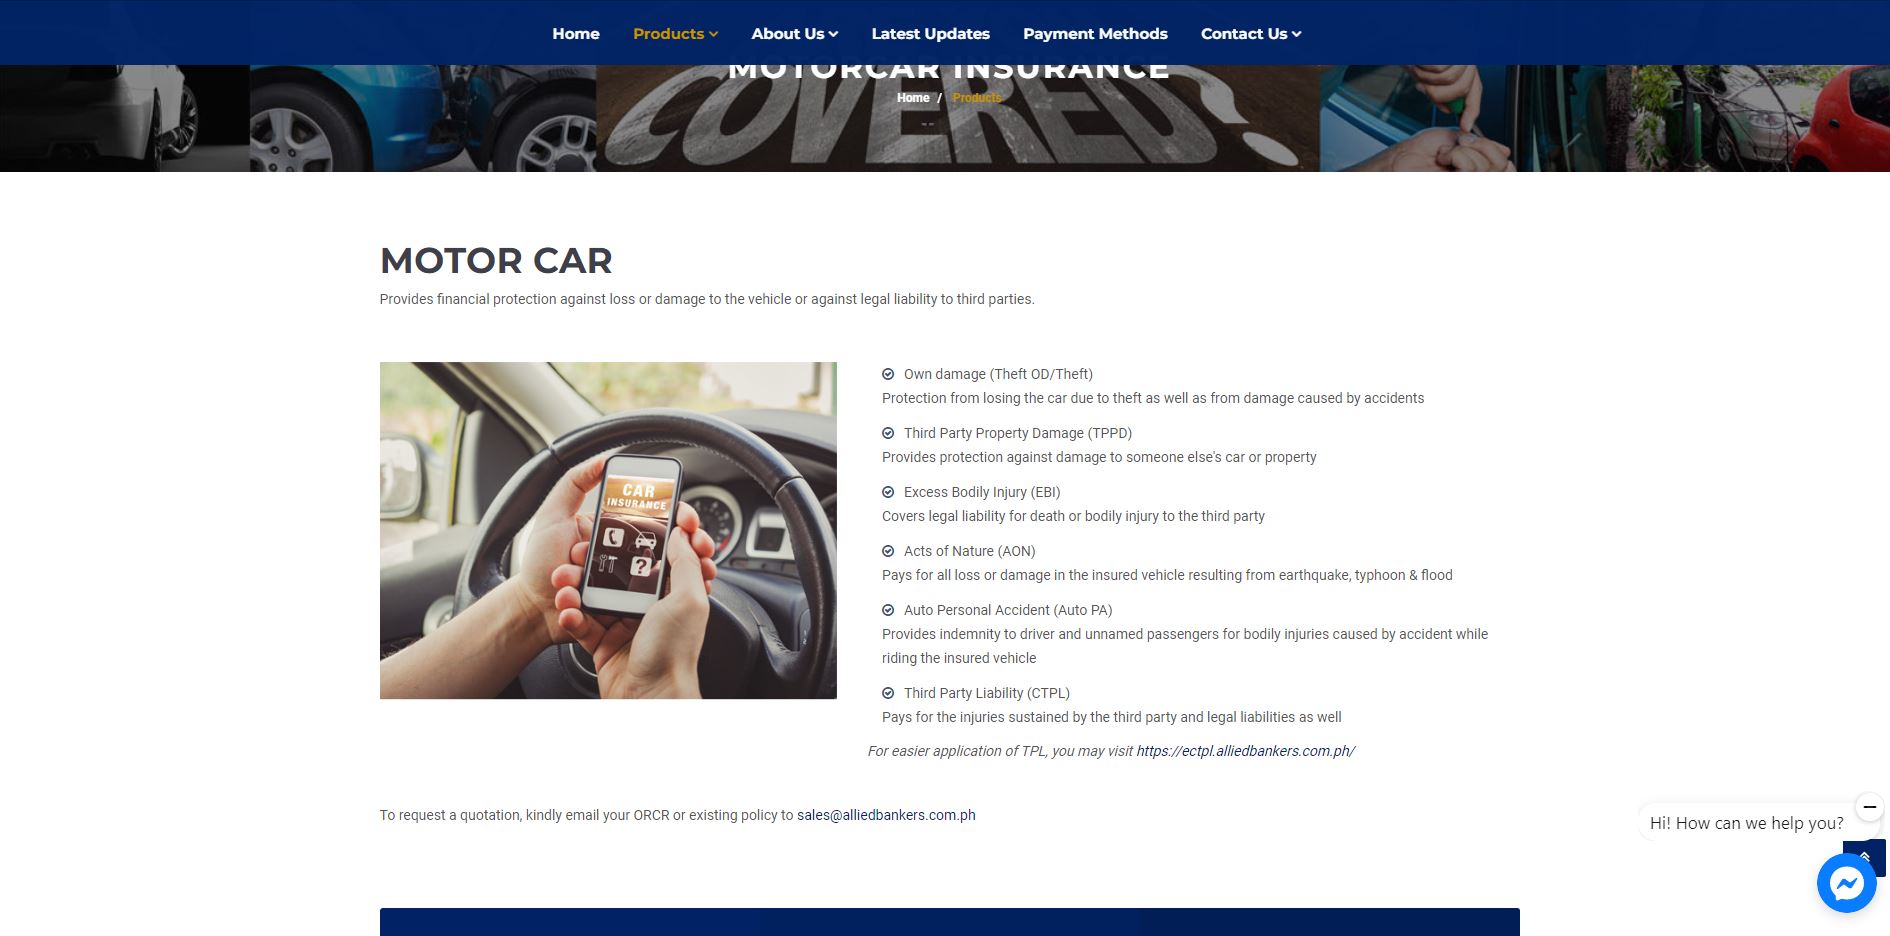 Home Products About Us Latest Updates Payment Methods Contact Us
MOTORCAR INSURANCE
Home / Products
--
COVERED
MOTOR CAR
Provides financial protection against loss or damage to the vehicle or against legal liability to third parties.
CAR
INSURANCE
?
Own damage (Theft OD/Theft)
Protection from losing the car due to theft as well as from damage caused by accidents
Third Party Property Damage (TPPD)
Provides protection against damage to someone else's car or property
Excess Bodily Injury (EBI)
Covers legal liability for death or bodily injury to the third party
Acts of Nature (AON)
Pays for all loss or damage in the insured vehicle resulting from earthquake, typhoon & flood
Auto Personal Accident (Auto PA)
Provides indemnity to driver and unnamed passengers for bodily injuries caused by accident while
riding the insured vehicle
Third Party Liability (CTPL)
Pays for the injuries sustained by the third party and legal liabilities as well
For easier application of TPL, you may visit https://ectpl.alliedbankers.com.ph/
To request a quotation, kindly email your ORCR or existing policy to sales@alliedbankers.com.ph
Hi! How can we help you?